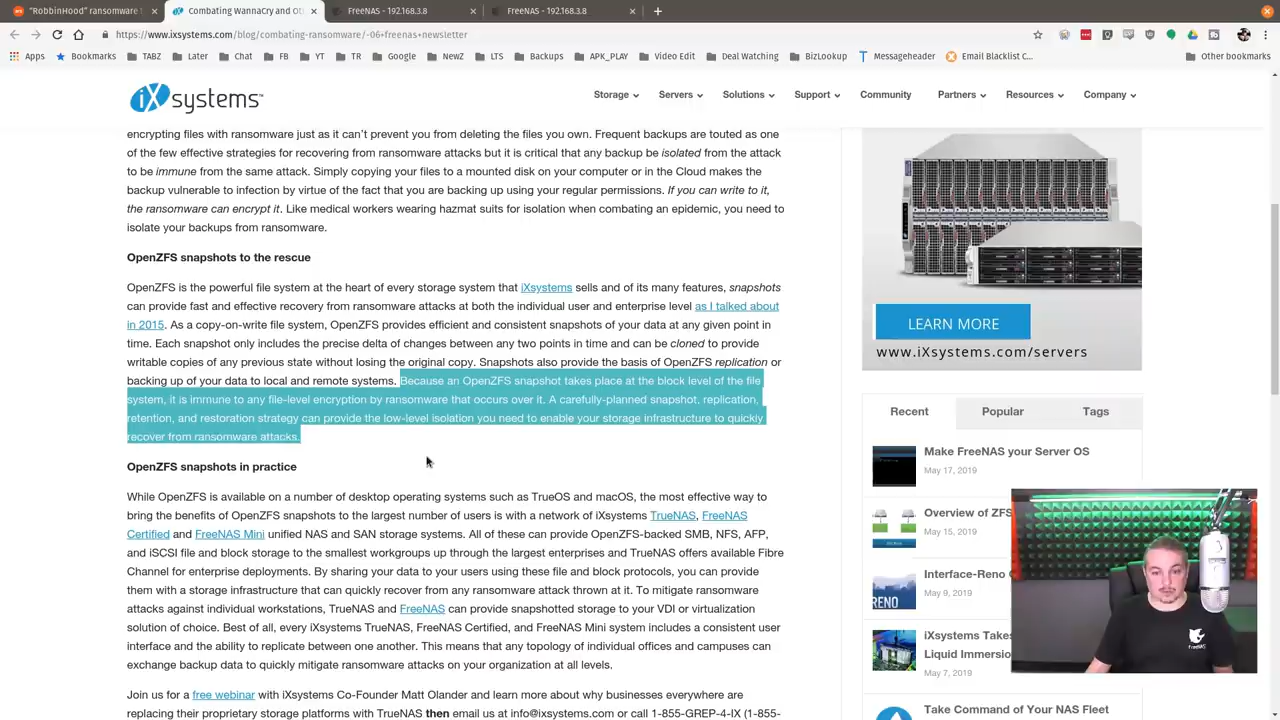 "RobbinHood" ransomware
Combating WannaCry and Ot
FreeNAS - 192.168.3.8
FreeNAS - 192.168.3.8
https://www.ixsystems.com/blog/combating-ransomware/-06+freenas+newsletter
Apps
Bookmarks
TABZ
Later
Chat
FB
YT
TR
Google
NewZ
LTS
Backups
APK_PLAY
Video Edit
Deal Watching
BizLookup
Messageheader
Email Blacklist C...
Other bookmarks
iXsystems™
Storage
Servers
Solutions
Support
Community
Partners
Resources
Company
encrypting files with ransomware just as it can't prevent you from deleting the files you own. Frequent backups are touted as one
of the few effective strategies for recovering from ransomware attacks but it is critical that any backup be isolated from the attack
to be immune from the same attack. Simply copying your files to a mounted disk on your computer or in the Cloud makes the
backup vulnerable to infection by virtue of the fact that you are backing up using your regular permissions. If you can write to it,
the ransomware can encrypt it. Like medical workers wearing hazmat suits for isolation when combating an epidemic, you need to
isolate your backups from ransomware.
OpenZFS snapshots to the rescue
OpenZFS is the powerful file system at the heart of every storage system that iXsystems sells and of its many features, snapshots
can provide fast and effective recovery from ransomware attacks at both the individual user and enterprise level as I talked about
in 2015. As a copy-on-write file system, OpenZFS provides efficient and consistent snapshots of your data at any given point in
time. Each snapshot only includes the precise delta of changes between any two points in time and can be cloned to provide
writable copies of any previous state without losing the original copy. Snapshots also provide the basis of OpenZFS replication or
backing up of your data to local and remote systems. Because an OpenZFS snapshot takes place at the block level of the file
system, it is immune to any file-level encryption by ransomware that occurs over it. A carefully-planned snapshot, replication,
retention, and restoration strategy can provide the low-level isolation you need to enable your storage infrastructure to quickly
recover from ransomware attacks.
OpenZFS snapshots in practice
While OpenZFS is available on a number of desktop operating systems such as TrueOS and macOS, the most effective way to
bring the benefits of OpenZFS snapshots to the largest number of users is with a network of iXsystems TrueNAS, FreeNAS
Certified and FreeNAS Mini unified NAS and SAN storage systems. All of these can provide OpenZFS-backed SMB, NFS, AFP,
and iSCSI file and block storage to the smallest workgroups up through the largest enterprises and TrueNAS offers available Fibre
Channel for enterprise deployments. By sharing your data to your users using these file and block protocols, you can provide
them with a storage infrastructure that can quickly recover from any ransomware attack thrown at it. To mitigate ransomware
attacks against individual workstations, TrueNAS and FreeNAS can provide snapshotted storage to your VDI or virtualization
solution of choice. Best of all, every iXsystems TrueNAS, FreeNAS Certified, and FreeNAS Mini system includes a consistent user
interface and the ability to replicate between one another. This means that any topology of individual offices and campuses can
exchange backup data to quickly mitigate ransomware attacks on your organization at all levels.
Join us for a free webinar with iXsystems Co-Founder Matt Olander and learn more about why businesses everywhere are
replacing their proprietary storage platforms with TrueNAS then email us at info@ixsystems.com or call 1-855-GREP-4-IX (1-855-
LEARN MORE
www.iXsystems.com/servers
Recent
Popular
Tags
Make FreeNAS your Server OS
May 17, 2019
Overview of ZFS
May 15, 2019
Interface-Reno
May 9, 2019
iXsystems Takes
Liquid Immersio
May 7, 2019
Take Command of Your NAS Fleet
RENO
freeNAS